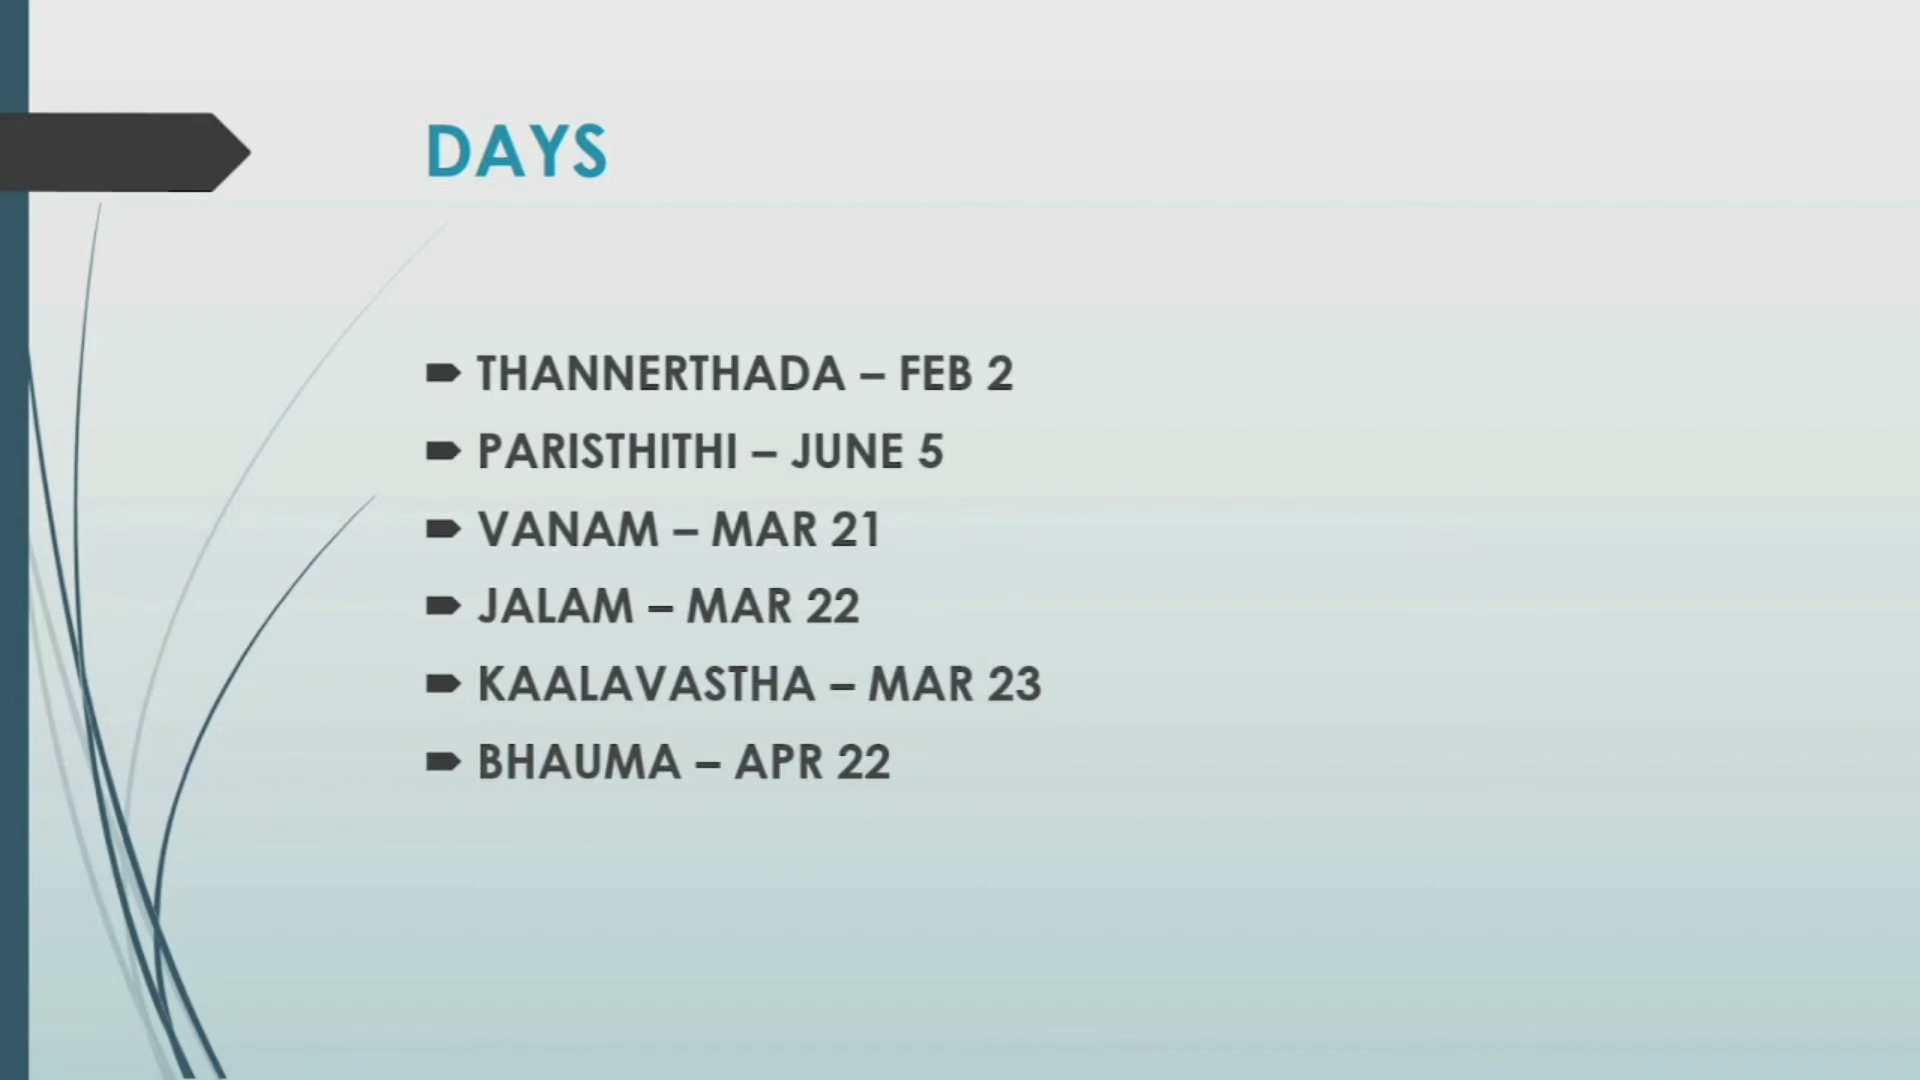 DAYS
THANNERTHADA – FEB 2
PARISTHITHI – JUNE 5
VANAM – MAR 21
JALAM – MAR 22
KAALAVASTHA – MAR 23
BHAUMA – APR 22